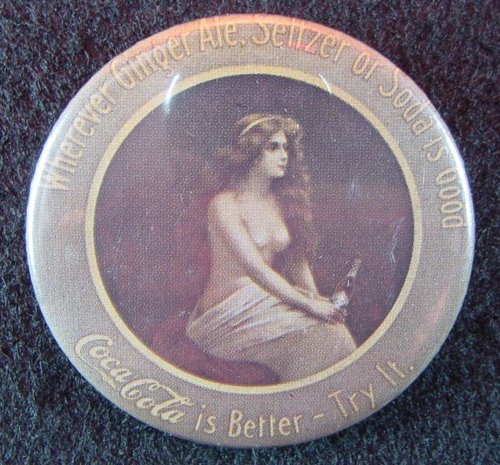 Wherever Ginger Ale, Seltzer or Soda is Good
Coca-Cola is Better - Try It.